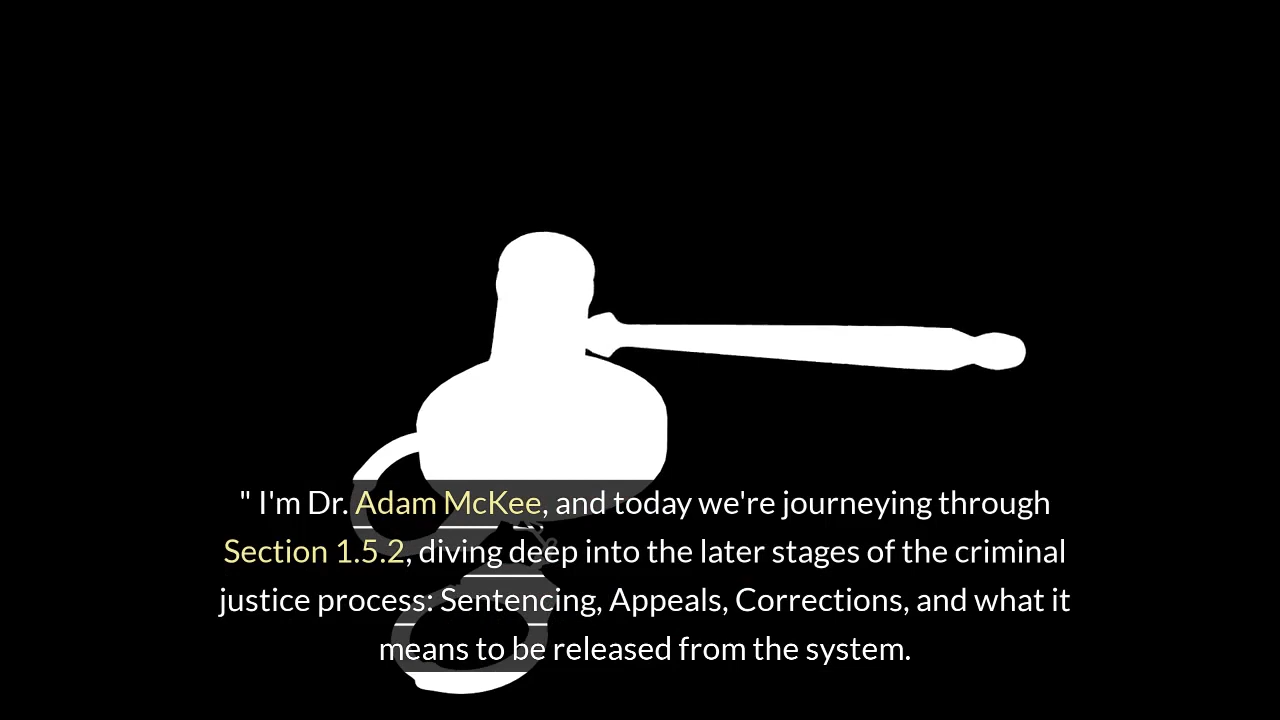 " I'm Dr. Adam McKee, and today we're journeying through
Section 1.5.2, diving deep into the later stages of the criminal
justice process: Sentencing, Appeals, Corrections, and what it
means to be released from the system.